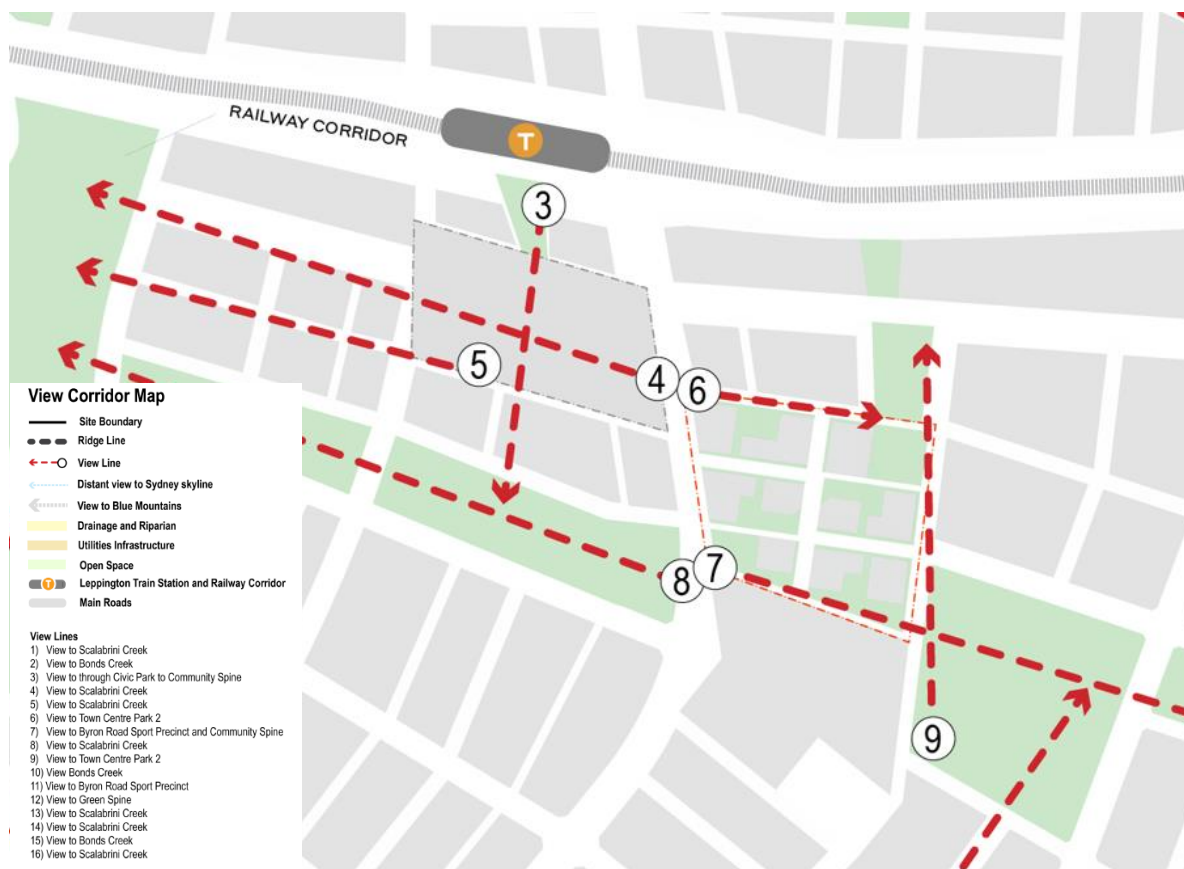 RAILWAY CORRIDOR
T
3
5
4
6
8
7
9
View Corridor Map
Site Boundary
Ridge Line
View Line
Distant view to Sydney skyline
View to Blue Mountains
Drainage and Riparian
Utilities Infrastructure
Open Space
T
Leppington Train Station and Railway Corridor
Main Roads
View Lines
1) View to Scalabrini Creek
2) View to Bonds Creek
3) View to through Civic Park to Community Spine
4) View to Scalabrini Creek
5) View to Scalabrini Creek
6) View to Town Centre Park 2
7) View to Byron Road Sport Precinct and Community Spine
8) View to Scalabrini Creek
9) View to Town Centre Park 2
10) View Bonds Creek
11) View to Byron Road Sport Precinct
12) View to Green Spine
13) View to Scalabrini Creek
14) View to Scalabrini Creek
15) View to Bonds Creek
16) View to Scalabrini Creek